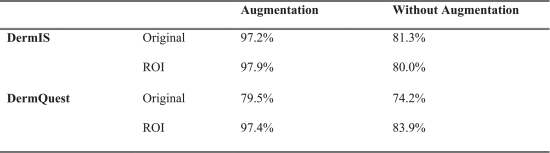 Augmentation Without Augmentation
DermIS Original 97.2% 81.3%
ROI 97.9% 80.0%
DermQuest Original 79.5% 74.2%
ROI 97.4% 83.9%